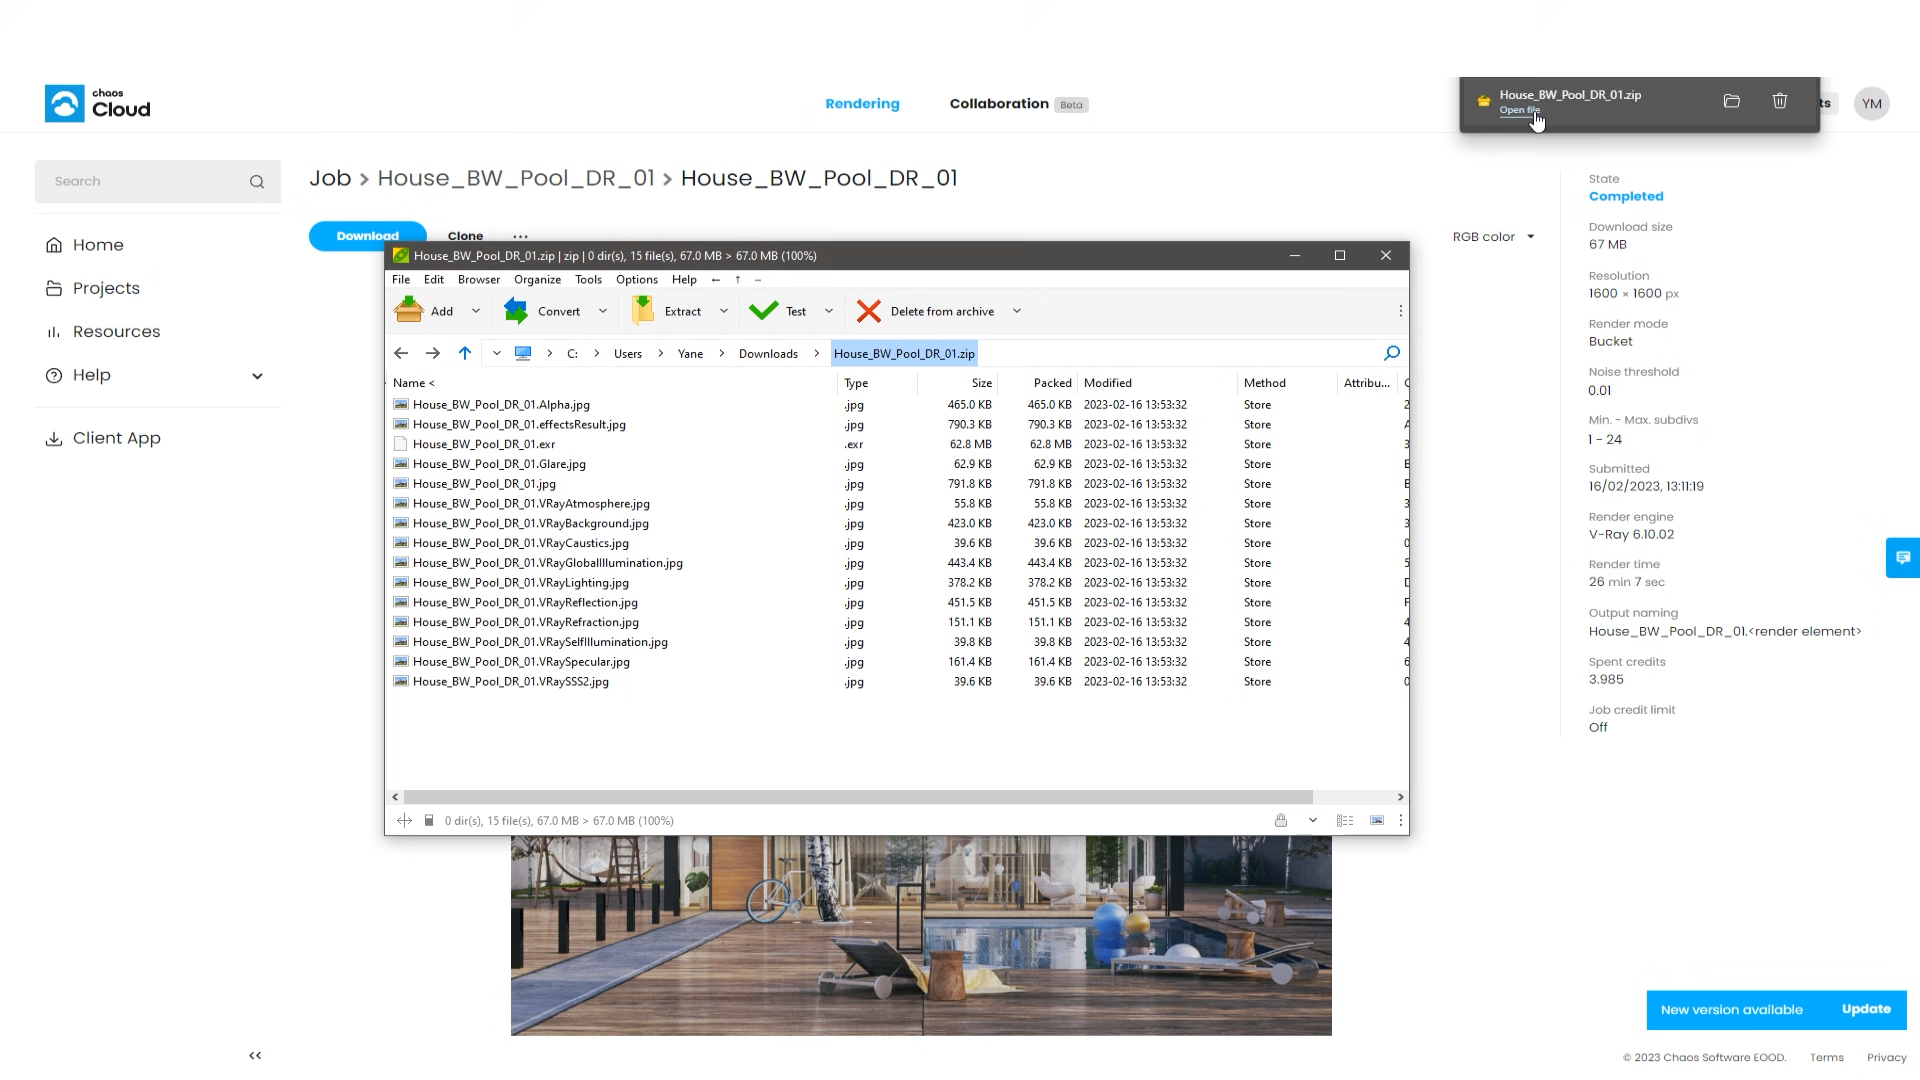 chaos
Cloud
Rendering
Collaboration Beta
House_BW_Pool_DR_01.zip
Open file
ts
YM
Search
Home
Projects
Resources
Help
Client App
Job > House_BW_Pool_DR_01 > House_BW_Pool_DR_01
Download Clone ...
RGB color
House_BW_Pool_DR_01.zip | zip | 0 dir(s), 15 file(s), 67.0 MB > 67.0 MB (100%)
File Edit Browser Organize Tools Options Help
Add Convert Extract Test Delete from archive
C: > Users > Yane > Downloads > House_BW_Pool_DR_01.zip
Name < Type Size Packed Modified Method Attribu... C
House_BW_Pool_DR_01.Alpha.jpg .jpg 465.0 KB 465.0 KB 2023-02-16 13:53:32 Store 2
House_BW_Pool_DR_01.effectsResult.jpg .jpg 790.3 KB 790.3 KB 2023-02-16 13:53:32 Store
House_BW_Pool_DR_01.exr .exr 62.8 MB 62.8 MB 2023-02-16 13:53:32 Store 3
House_BW_Pool_DR_01.Glare.jpg .jpg 62.9 KB 62.9 KB 2023-02-16 13:53:32 Store
House_BW_Pool_DR_01.jpg .jpg 791.8 KB 791.8 KB 2023-02-16 13:53:32 Store
House_BW_Pool_DR_01.VRayAtmosphere.jpg .jpg 55.8 KB 55.8 KB 2023-02-16 13:53:32 Store 3
House_BW_Pool_DR_01.VRayBackground.jpg .jpg 423.0 KB 423.0 KB 2023-02-16 13:53:32 Store 3
House_BW_Pool_DR_01.VRayCaustics.jpg .jpg 39.6 KB 39.6 KB 2023-02-16 13:53:32 Store 0
House_BW_Pool_DR_01.VRayGlobalIllumination.jpg .jpg 443.4 KB 443.4 KB 2023-02-16 13:53:32 Store 5
House_BW_Pool_DR_01.VRayLighting.jpg .jpg 378.2 KB 378.2 KB 2023-02-16 13:53:32 Store
House_BW_Pool_DR_01.VRayReflection.jpg .jpg 451.5 KB 451.5 KB 2023-02-16 13:53:32 Store
House_BW_Pool_DR_01.VRayRefraction.jpg .jpg 151.1 KB 151.1 KB 2023-02-16 13:53:32 Store 4
House_BW_Pool_DR_01.VRaySelfIllumination.jpg .jpg 39.8 KB 39.8 KB 2023-02-16 13:53:32 Store 4
House_BW_Pool_DR_01.VRaySpecular.jpg .jpg 161.4 KB 161.4 KB 2023-02-16 13:53:32 Store 6
House_BW_Pool_DR_01.VRaySSS2.jpg .jpg 39.6 KB 39.6 KB 2023-02-16 13:53:32 Store 0
0 dir(s), 15 file(s), 67.0 MB > 67.0 MB (100%)
State
Completed
Download size
67 MB
Resolution
1600 × 1600 px
Render mode
Bucket
Noise threshold
0.01
Min. - Max. subdivs
1 - 24
Submitted
16/02/2023, 13:11:19
Render engine
V-Ray 6.10.02
Render time
26 min 7 sec
Output naming
House_BW_Pool_DR_01.<render element>
Spent credits
3.985
Job credit limit
Off
New version available Update
© 2023 Chaos Software EOOD. Terms Privacy